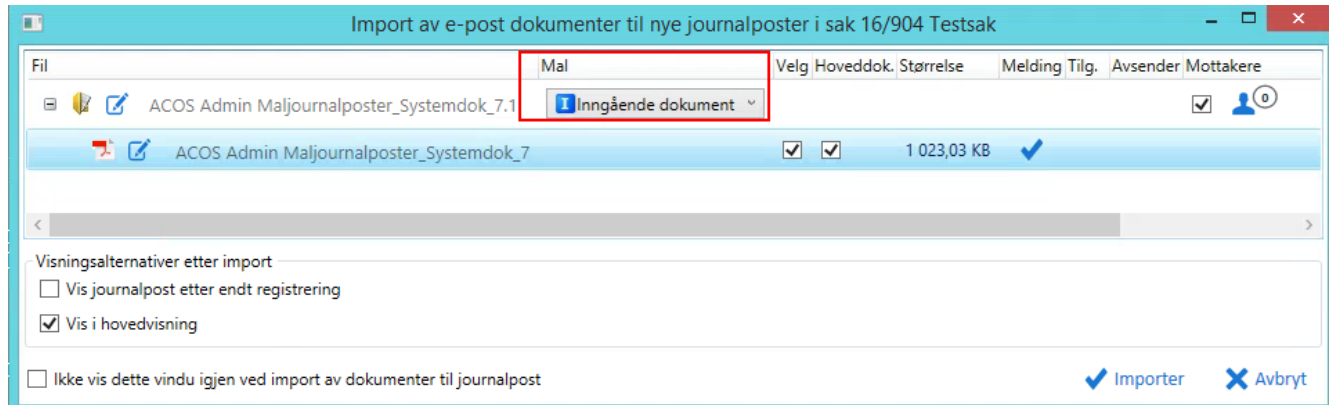 Import av e-post dokumenter til nye journalposter i sak 16/904 Testsak
Fil Mal Velg Hoveddok. Størrelse Melding Tilg. Avsender Mottakere
ACOS Admin Maljournalposter_Systemdok_7.1 I Inngående dokument 0
ACOS Admin Maljournalposter_Systemdok_7 1 023,03 KB
Visningsalternativer etter import
Vis journalpost etter endt registrering
Vis i hovedvisning
Ikke vis dette vindu igjen ved import av dokumenter til journalpost Importer Avbryt